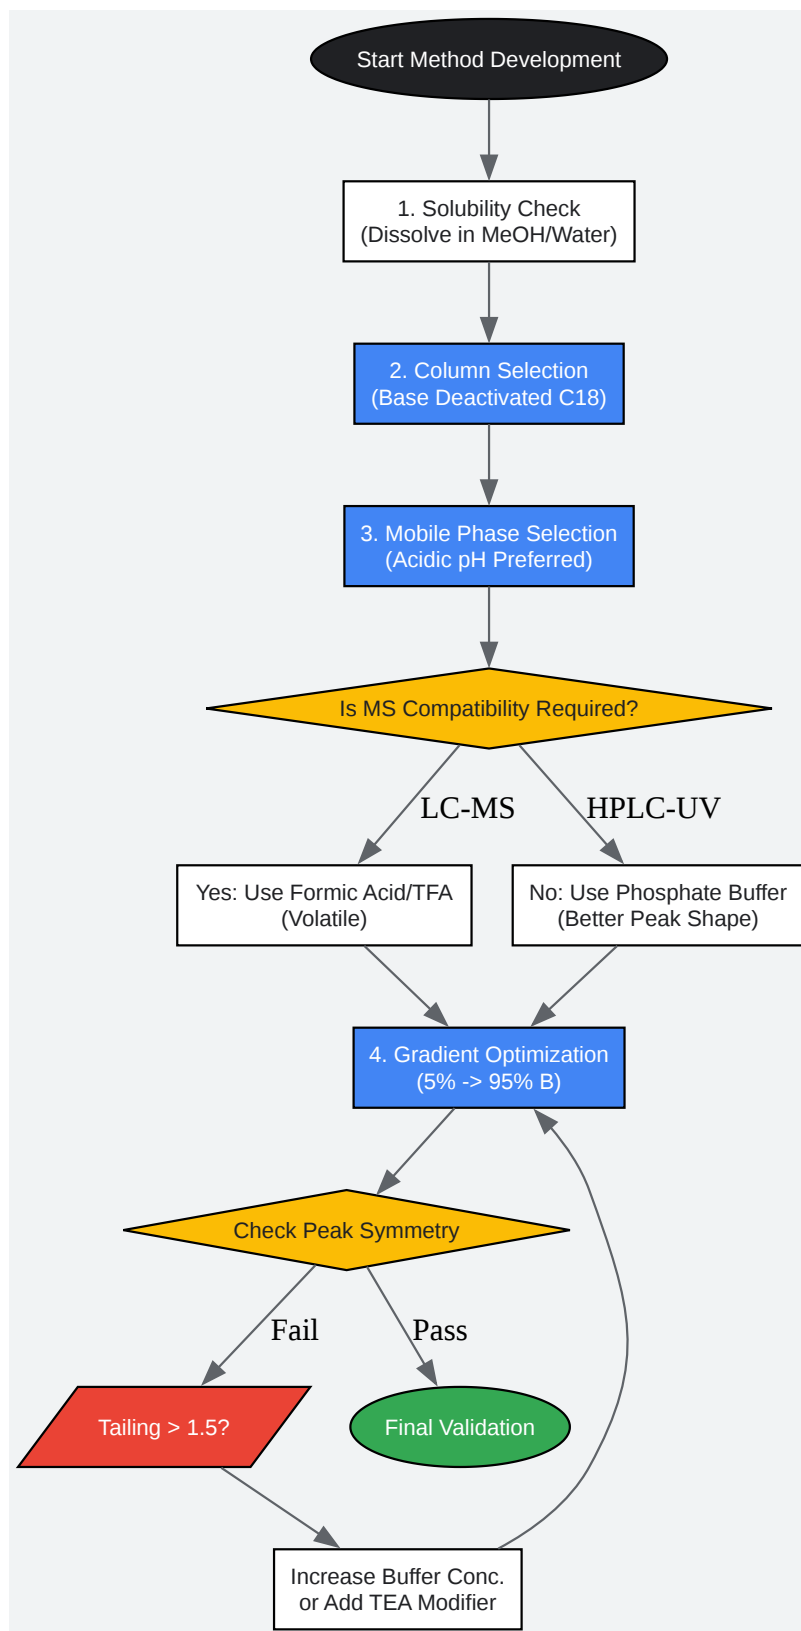 Start Method Development
1. Solubility Check
(Dissolve in MeOH/Water)
2. Column Selection
(Base Deactivated C18)
3. Mobile Phase Selection
(Acidic pH Preferred)
Is MS Compatibility Required?
LC-MS
HPLC-UV
Yes: Use Formic Acid/TFA
(Volatile)
No: Use Phosphate Buffer
(Better Peak Shape)
4. Gradient Optimization
(5% -> 95% B)
Check Peak Symmetry
Fail
Pass
Tailing > 1.5?
Final Validation
Increase Buffer Conc.
or Add TEA Modifier